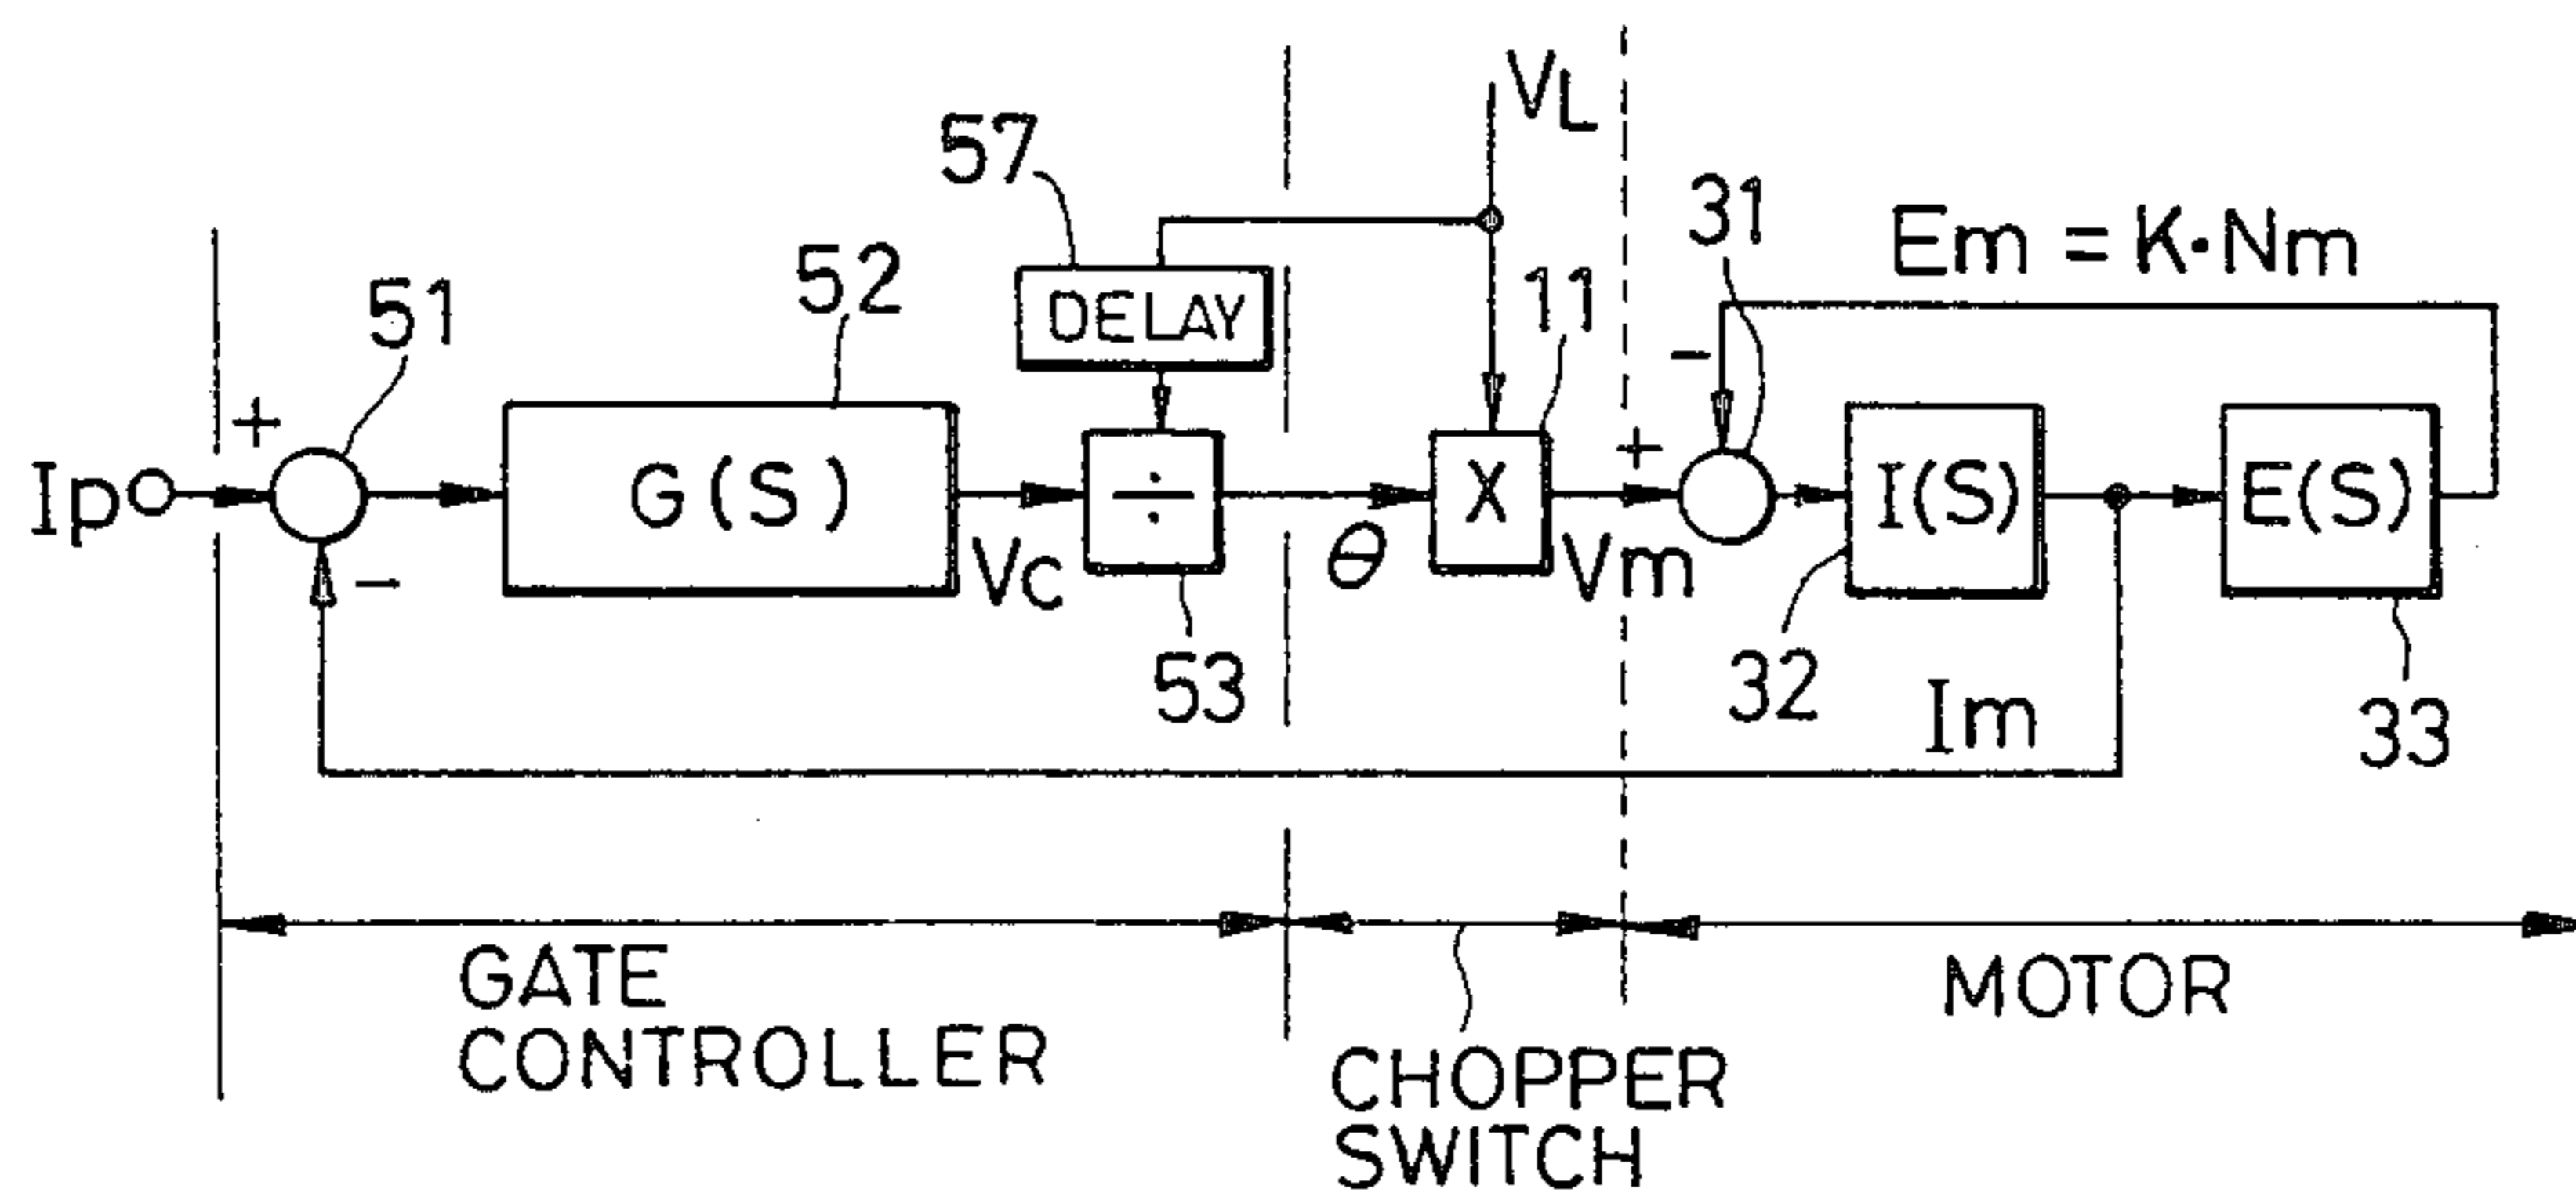 VL
57
31
Em = K·Nm
51
52
DELAY
11
+
-
+
Ip
G(S)
÷
X
I(S)
E(S)
-
Vc
θ
Vm
53
32
Im
33
GATE
CONTROLLER
MOTOR
CHOPPER
SWITCH